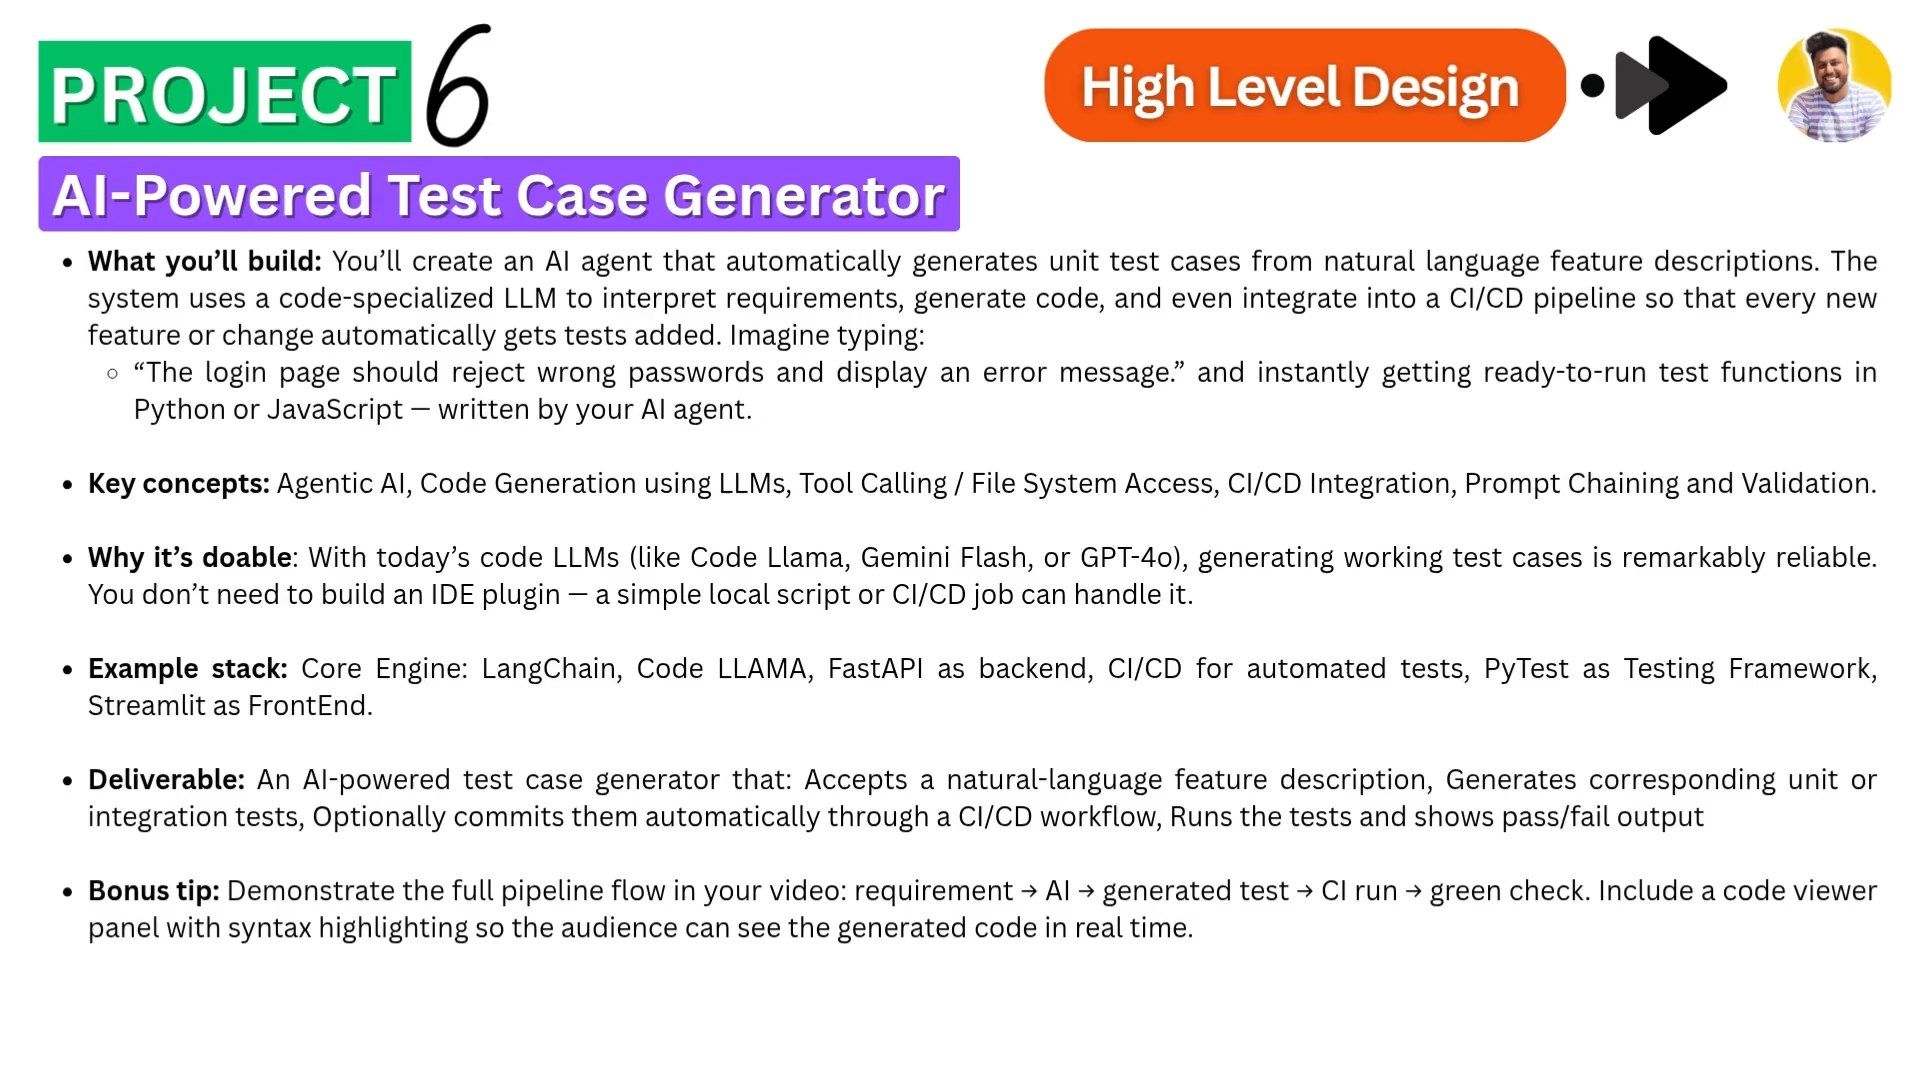 PROJECT 6
High Level Design
AI-Powered Test Case Generator
• What you’ll build: You’ll create an AI agent that automatically generates unit test cases from natural language feature descriptions. The
system uses a code-specialized LLM to interpret requirements, generate code, and even integrate into a CI/CD pipeline so that every new
feature or change automatically gets tests added. Imagine typing:
◦ “The login page should reject wrong passwords and display an error message.” and instantly getting ready-to-run test functions in
Python or JavaScript — written by your AI agent.
• Key concepts: Agentic AI, Code Generation using LLMs, Tool Calling / File System Access, CI/CD Integration, Prompt Chaining and Validation.
• Why it’s doable: With today’s code LLMs (like Code Llama, Gemini Flash, or GPT-4o), generating working test cases is remarkably reliable.
You don’t need to build an IDE plugin — a simple local script or CI/CD job can handle it.
• Example stack: Core Engine: LangChain, Code LLAMA, FastAPI as backend, CI/CD for automated tests, PyTest as Testing Framework,
Streamlit as FrontEnd.
• Deliverable: An AI-powered test case generator that: Accepts a natural-language feature description, Generates corresponding unit or
integration tests, Optionally commits them automatically through a CI/CD workflow, Runs the tests and shows pass/fail output
• Bonus tip: Demonstrate the full pipeline flow in your video: requirement → AI → generated test → CI run → green check. Include a code viewer
panel with syntax highlighting so the audience can see the generated code in real time.